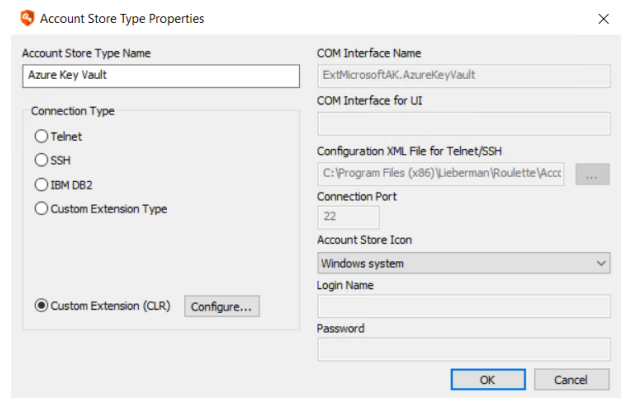 Account Store Type Properties
Account Store Type Name
Azure Key Vault
Connection Type
Telnet
SSH
IBM DB2
Custom Extension Type
Custom Extension (CLR)
Configure...
COM Interface Name
ExtMicrosoftAK.AzureKeyVault
COM Interface for UI
Configuration XML File for Telnet/SSH
C:\Program Files (x86)\Lieberman\Roulette\Acco
...
Connection Port
22
Account Store Icon
Windows system
Login Name
Password
OK
Cancel